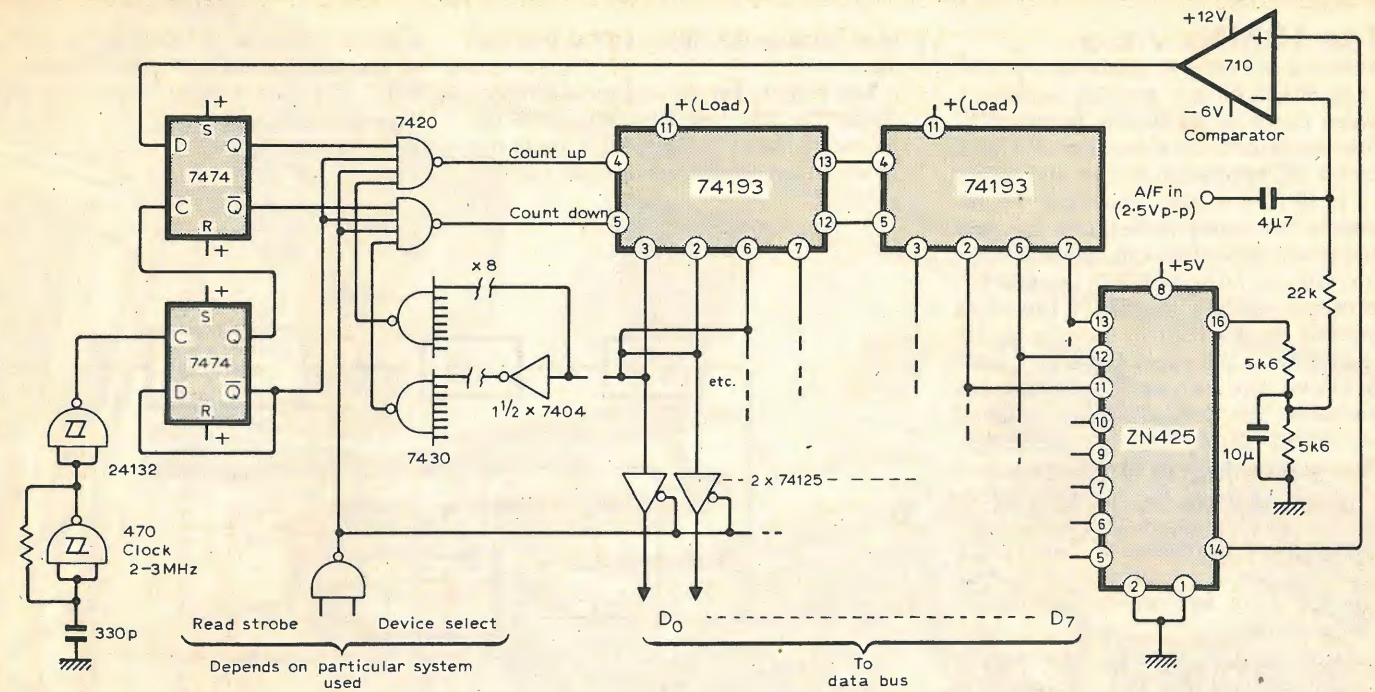 +12V
+
710
−
−6V
Comparator
+
S
D Q
7474
C Q̅
R
+
7420
Count up
Count down
+(Load)
11
4 13
74193
5 12
3 2 6 7
+(Load)
11
4
74193
5
3 2 6 7
A/F in
(2·5V p-p)
4µ7
22k
+5V
8
13 16
12
11
10
ZN425
9
7
6
5 14
2 1
5k6
10µ
5k6
+
S
C Q
7474
D Q̅
R
+
x 8
1½ x 7404
7430
etc.
2 x 74125
24132
470
Clock
2-3MHz
330p
Read strobe Device select
Depends on particular system
used
D0 D7
To
data bus